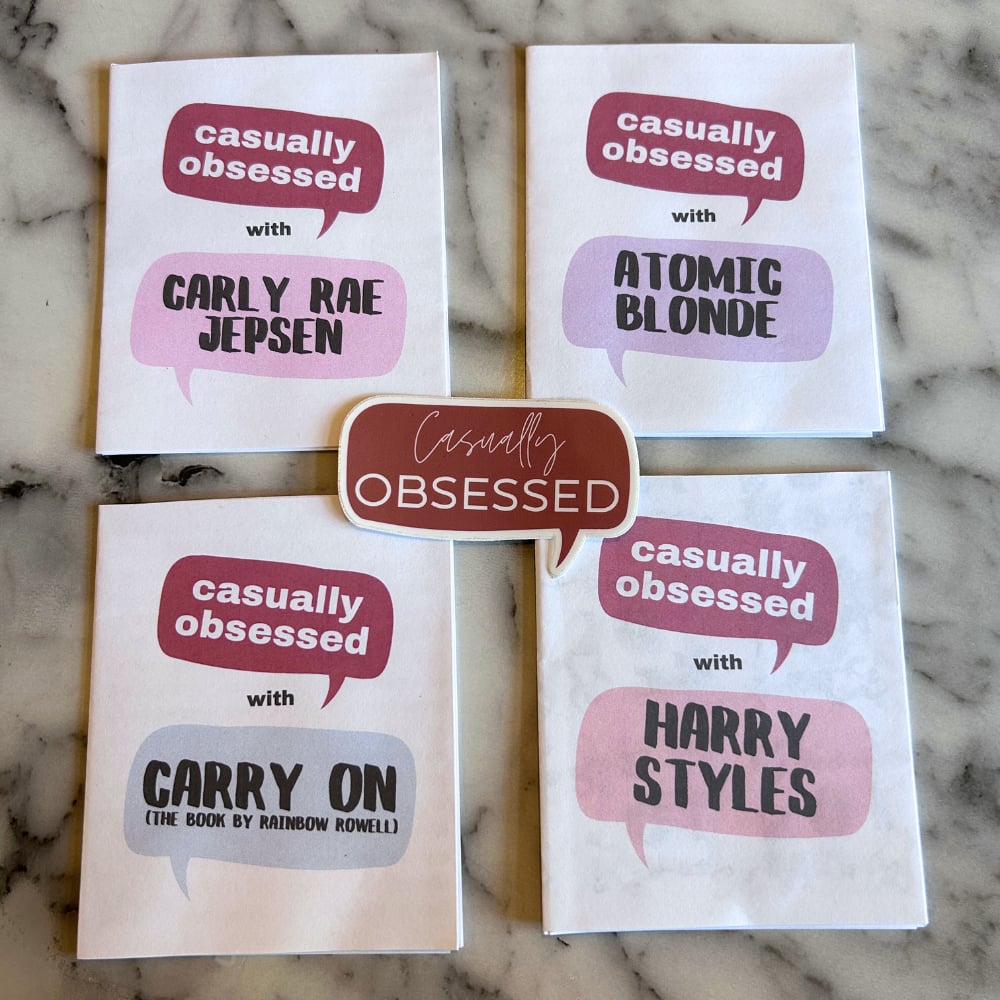 casually
obsessed
with
CARLY RAE
JEPSEN
casually
obsessed
with
ATOMIC
BLONDE
Casually
OBSESSED
casually
obsessed
with
CARRY ON
(THE BOOK BY RAINBOW ROWELL)
casually
obsessed
with
HARRY
STYLES